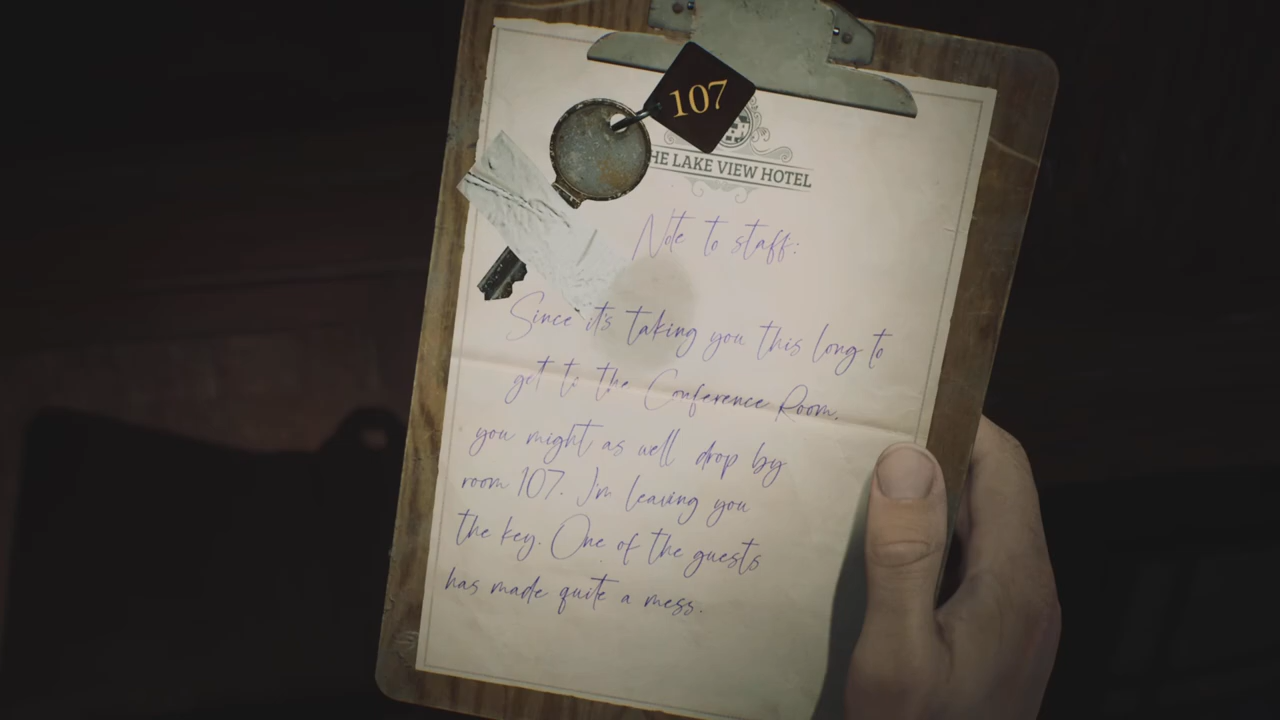 107
THE LAKE VIEW HOTEL
Note to staff:
Since it's taking you this long to
get to the Conference Room,
you might as well drop by
room 107. I'm leaving you
the key. One of the guests
has made quite a mess.